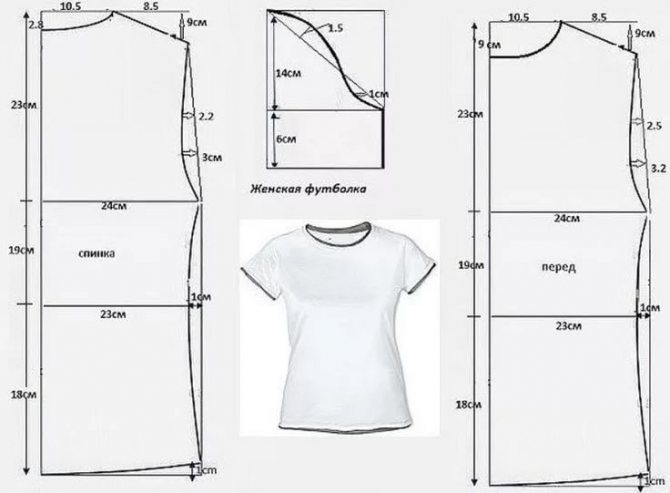 10.5 8.5
9см
2.8
23см
2.2
3см
24см
спинка
19см
1см
23см
18см
1cm
1.5
14см
1см
6см
Женская футболка
10.5 8.5
9см
9 см
23см
2.5
3.2
24см
перед
19см
1см
23см
18см
1cm